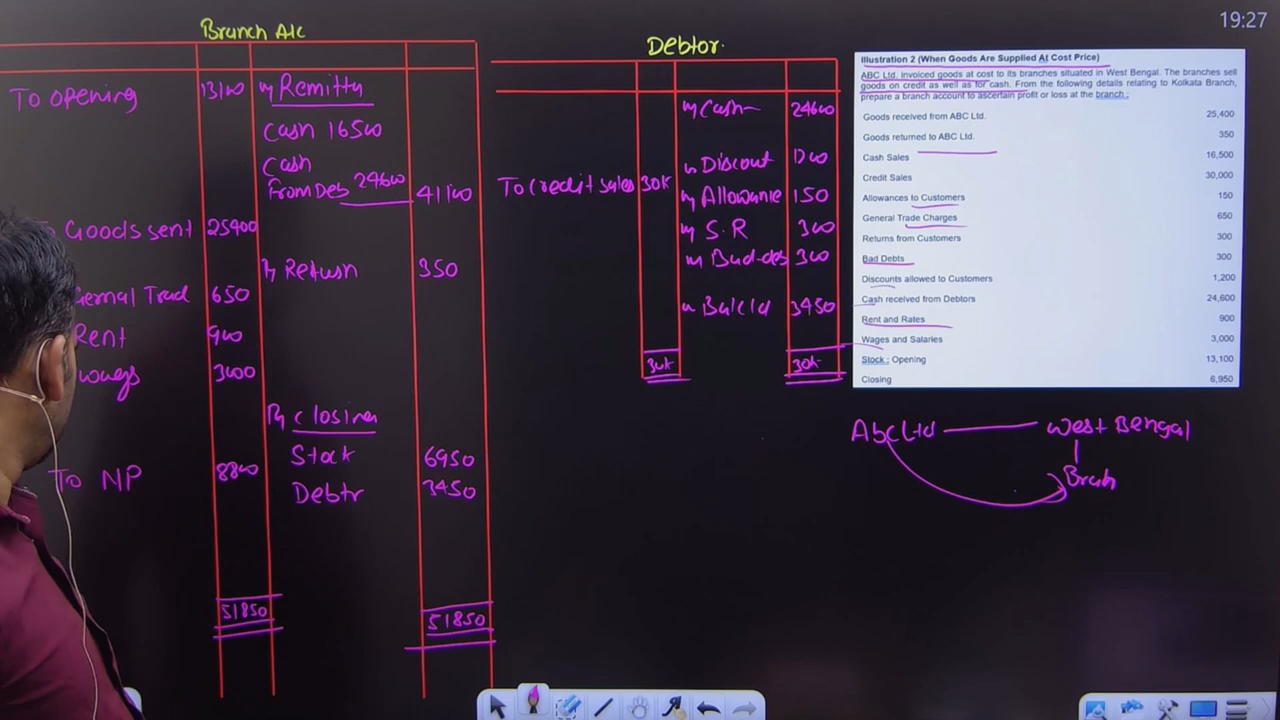 19:27
Branch A/c
To opening 13100 By Remitta
Cash 16500
Cash
From Deb 24600 41100
Goods sent 25400
By Return 350
Trad 650
Rent 900
wages 3000
By closing
Stock 6950
To NP 8800
Debtr 3450
51850 51850
Debtor.
By Cash 24600
By Discout 1200
To credit sales 30K
By Allowance 150
By S.R 300
By Bad-deb 300
By Bal c/d 3450
30K 30K
Illustration 2 (When Goods Are Supplied At Cost Price)
ABC Ltd. invoiced goods at cost to its branches situated in West Bengal. The branches sell
goods on credit as well as for cash. From the following details relating to Kolkata Branch,
prepare a branch account to ascertain profit or loss at the branch :
Goods received from ABC Ltd. 25,400
Goods returned to ABC Ltd. 350
Cash Sales 16,500
Credit Sales 30,000
Allowances to Customers 150
General Trade Charges 650
Returns from Customers 300
Bad Debts 300
Discounts allowed to Customers 1,200
Cash received from Debtors 24,600
Rent and Rates 900
Wages and Salaries 3,000
Stock : Opening 13,100
Closing 6,950
Abc Ltd West Bengal